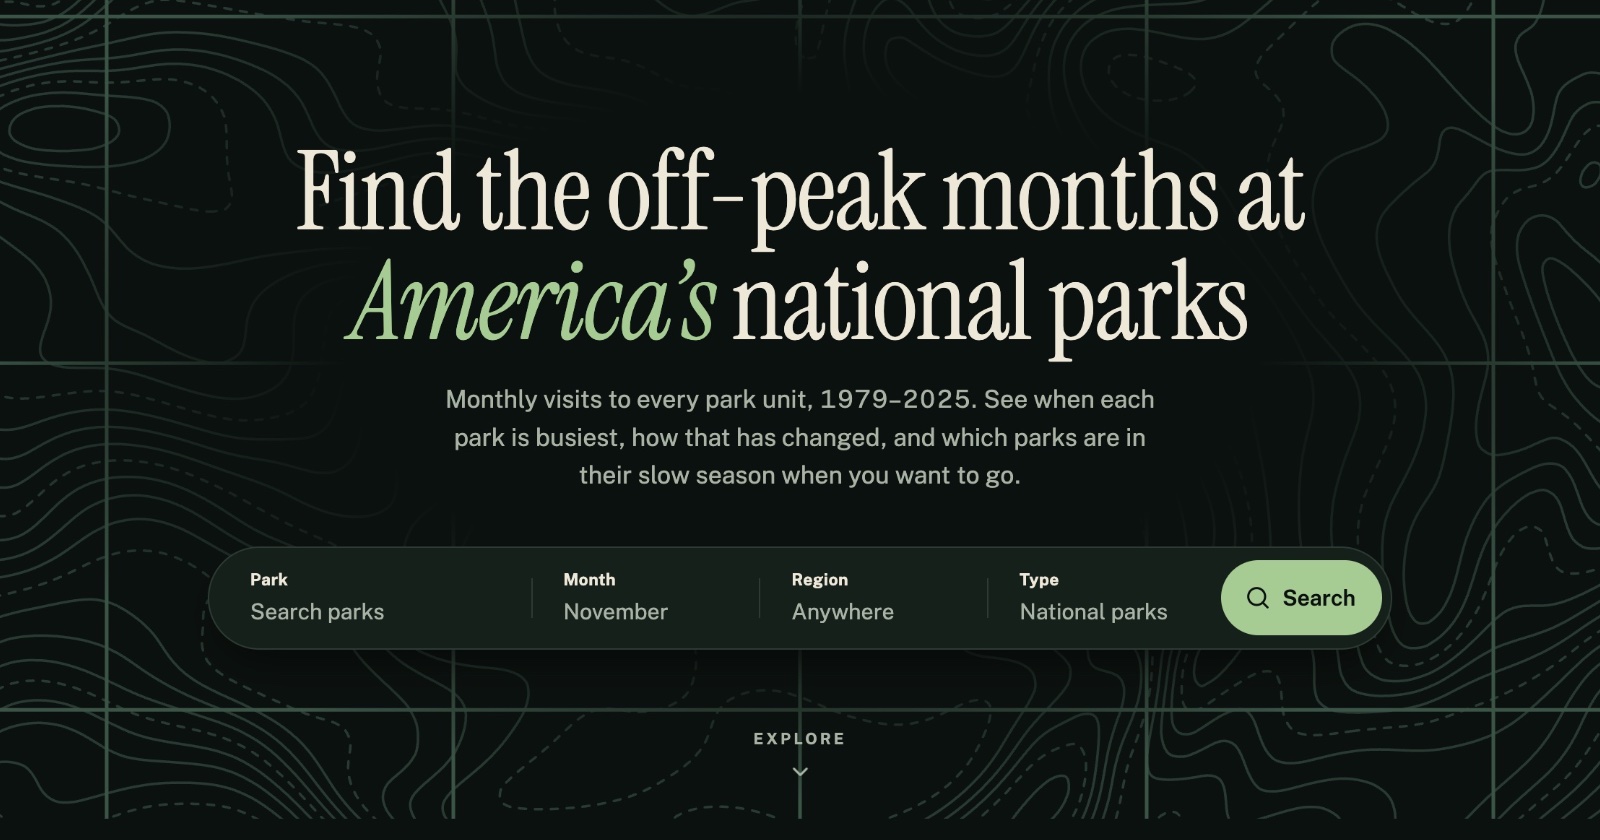 Find the off-peak months at
America’s national parks
Monthly visits to every park unit, 1979–2025. See when each
park is busiest, how that has changed, and which parks are in
their slow season when you want to go.
Park
Search parks
Month
November
Region
Anywhere
Type
National parks
Search
EXPLORE